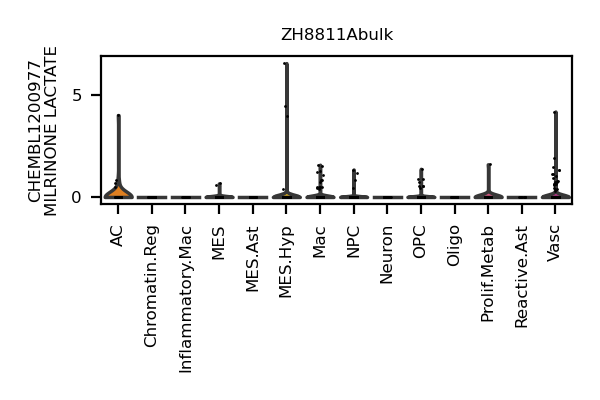 ZH8811Abulk
CHEMBL1200977
MILRINONE LACTATE
5
0
AC
Chromatin.Reg
Inflammatory.Mac
MES
MES.Ast
MES.Hyp
Mac
NPC
Neuron
OPC
Oligo
Prolif.Metab
Reactive.Ast
Vasc